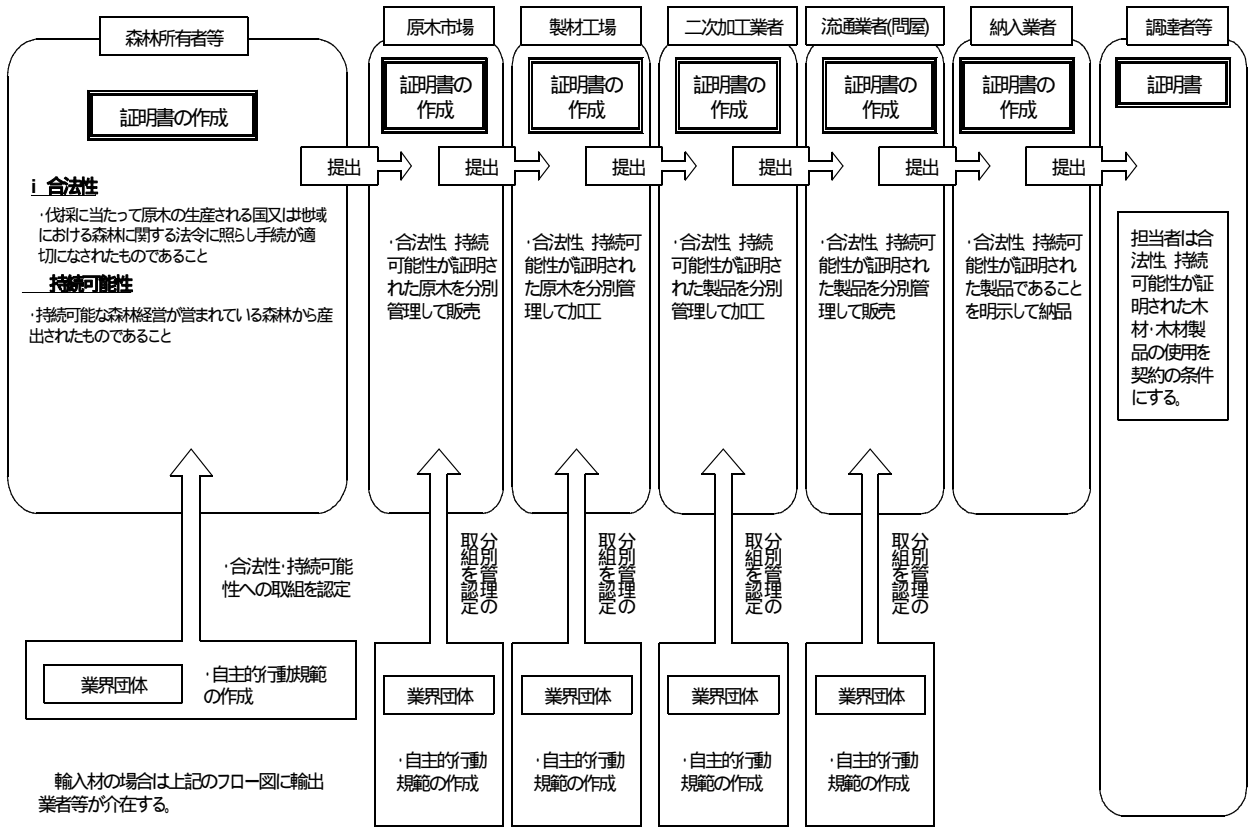 森林所有者等
証明書の作成
i 合法性
・伐採に当たって原木の生産される国又は地域
における森林に関する法令に照らし手続が適
切になされたものであること
持続可能性
・持続可能な森林経営が営まれている森林から産
出されたものであること
提出
原木市場
証明書の
作成
・合法性 持続
可能性が証明さ
れた原木を分別
管理して販売
提出
製材工場
証明書の
作成
・合法性 持続可
能性が証明され
た原木を分別管
理して加工
提出
二次加工業者
証明書の
作成
・合法性 持続
可能性が証明さ
れた製品を分別
管理して加工
提出
流通業者(問屋)
証明書の
作成
・合法性 持続可
能性が証明され
た製品を分別管
理して販売
提出
納入業者
証明書の
作成
・合法性 持続可
能性が証明され
た製品であること
を明示して納品
提出
調達者等
証明書
担当者は合
法性 持続
可能性が証
明された木
材・木材製
品の使用を
契約の条件
にする。
・合法性・持続可能
性への取組を認定
業界団体
・自主的行動規範
の作成
分別管理の
取組を認定
業界団体
・自主的行動
規範の作成
分別管理の
取組を認定
業界団体
・自主的行動
規範の作成
分別管理の
取組を認定
業界団体
・自主的行動
規範の作成
分別管理の
取組を認定
業界団体
・自主的行動
規範の作成
輸入材の場合は上記のフロー図に輸出
業者等が介在する。